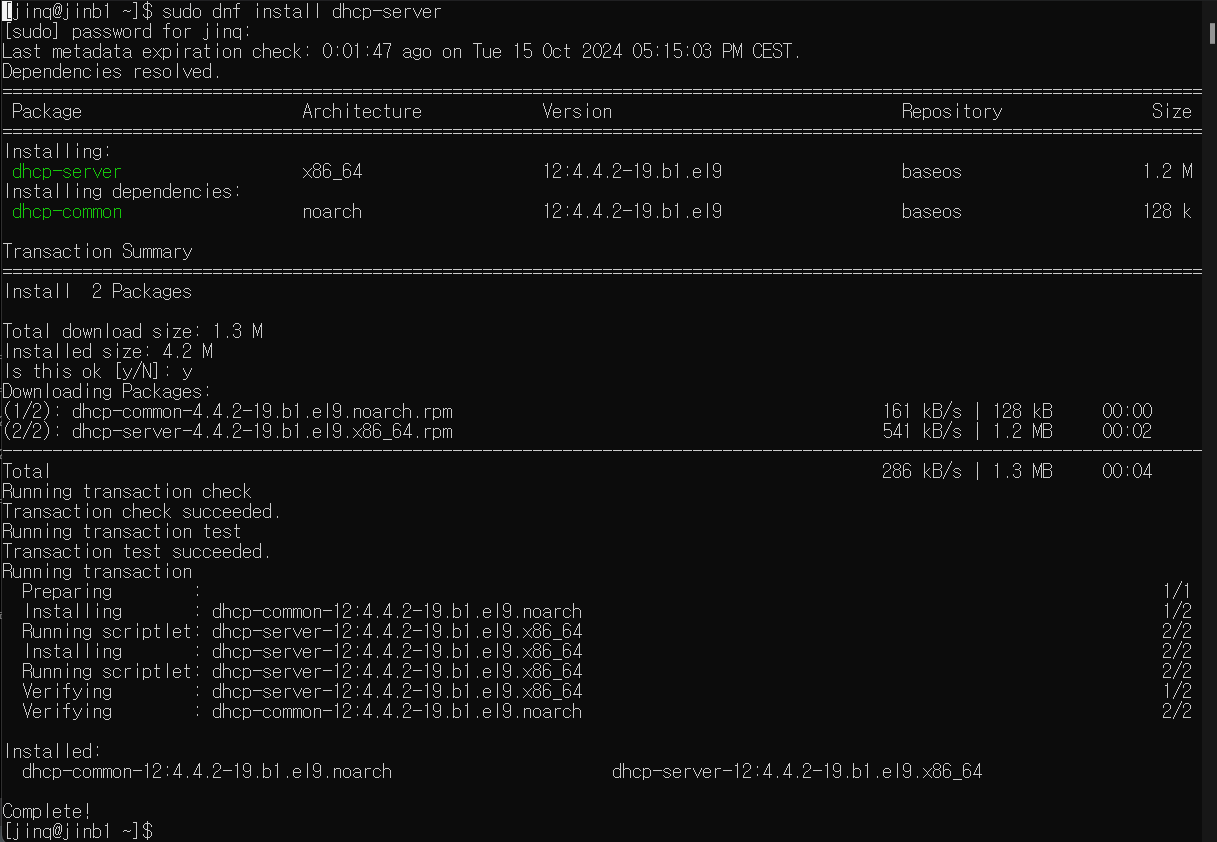 [jinq@jinb1 ~]$ sudo dnf install dhcp-server
[sudo] password for jinq:
Last metadata expiration check: 0:01:47 ago on Tue 15 Oct 2024 05:15:03 PM CEST.
Dependencies resolved.
Package Architecture Version Repository Size
Installing:
dhcp-server x86_64 12:4.4.2-19.b1.el9 baseos 1.2 M
Installing dependencies:
dhcp-common noarch 12:4.4.2-19.b1.el9 baseos 128 k
Transaction Summary
Install 2 Packages
Total download size: 1.3 M
Installed size: 4.2 M
Is this ok [y/N]: y
Downloading Packages:
(1/2): dhcp-common-4.4.2-19.b1.el9.noarch.rpm 161 kB/s | 128 kB 00:00
(2/2): dhcp-server-4.4.2-19.b1.el9.x86_64.rpm 541 kB/s | 1.2 MB 00:02
Total 286 kB/s | 1.3 MB 00:04
Running transaction check
Transaction check succeeded.
Running transaction test
Transaction test succeeded.
Running transaction
Preparing : 1/1
Installing : dhcp-common-12:4.4.2-19.b1.el9.noarch 1/2
Running scriptlet: dhcp-server-12:4.4.2-19.b1.el9.x86_64 2/2
Installing : dhcp-server-12:4.4.2-19.b1.el9.x86_64 2/2
Running scriptlet: dhcp-server-12:4.4.2-19.b1.el9.x86_64 2/2
Verifying : dhcp-server-12:4.4.2-19.b1.el9.x86_64 1/2
Verifying : dhcp-common-12:4.4.2-19.b1.el9.noarch 2/2
Installed:
dhcp-common-12:4.4.2-19.b1.el9.noarch dhcp-server-12:4.4.2-19.b1.el9.x86_64
Complete!
[jinq@jinb1 ~]$